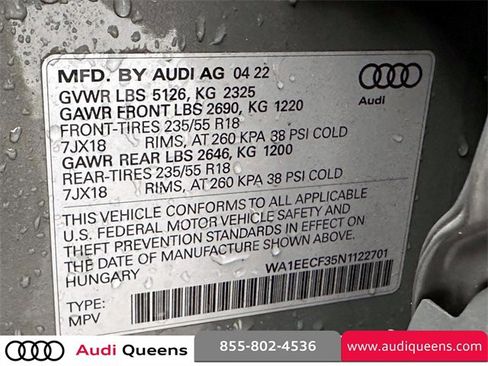 MFD. BY AUDI AG 04 22
GVWR LBS 5126, KG 2325
GAWR FRONT LBS 2690, KG 1220
FRONT-TIRES 235/55 R18
7JX18 RIMS, AT 260 KPA 38 PSI COLD
GAWR REAR LBS 2646, KG 1200
REAR-TIRES 235/55 R18
7JX18 RIMS, AT 260 KPA 38 PSI COLD
Audi
THIS VEHICLE CONFORMS TO ALL APPLICABLE
U.S. FEDERAL MOTOR VEHICLE SAFETY AND
THEFT PREVENTION STANDARDS IN EFFECT ON
THE DATE OF MANUFACTURE SHOWN ABOVE
HUNGARY
WA1EECF35N1122701
TYPE:
MPV
Audi Queens
855-802-4536
www.audiqueens.com